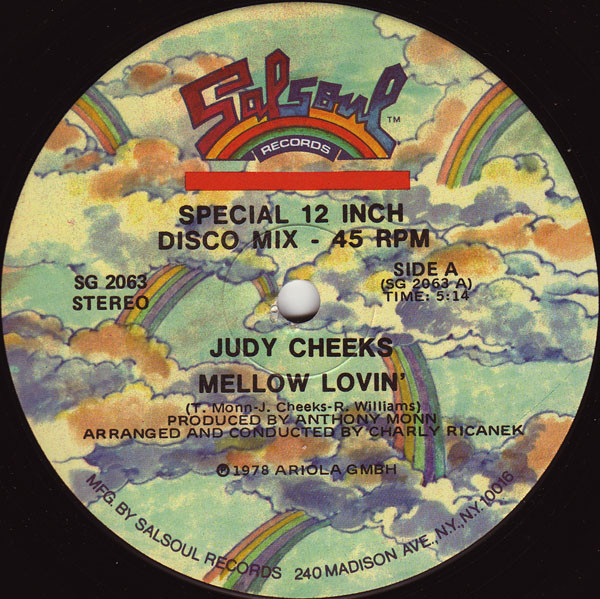 Salsoul™
RECORDS
SPECIAL 12 INCH
DISCO MIX - 45 RPM
SG 2063
STEREO
SIDE A
(SG 2063 A)
TIME: 5:14
JUDY CHEEKS
MELLOW LOVIN'
(T. Monn-J. Cheeks-R. Williams)
PRODUCED BY ANTHONY MONN
ARRANGED AND CONDUCTED BY CHARLY RICANEK
℗1978 ARIOLA GMBH
MFG. BY SALSOUL RECORDS 240 MADISON AVE., N.Y., N.Y. 10016